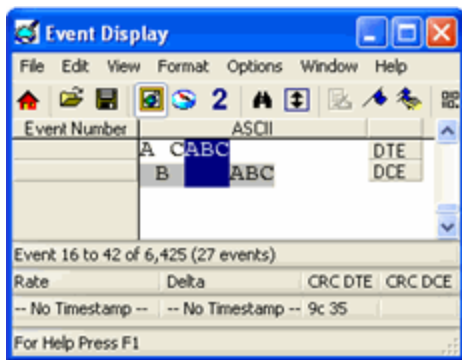 Event Display
File Edit View Format Options Window Help
2
Event Number ASCII
A CABC DTE
B ABC DCE
Event 16 to 42 of 6,425 (27 events)
Rate Delta CRC DTE CRC DCE
-- No Timestamp -- -- No Timestamp -- 9c 35
For Help Press F1